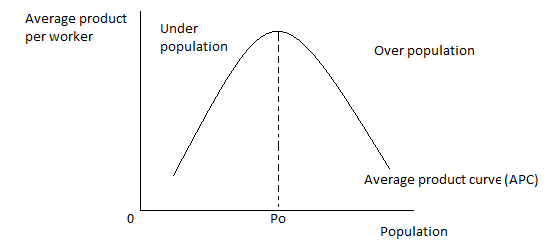 Average product
per worker
Under
population
Over population
Average product curve (APC)
0
Po
Population